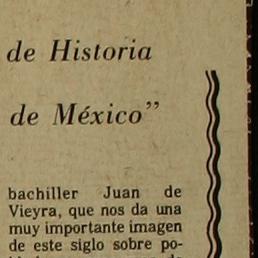 de Historia
de México”
bachiller Juan de
Vieyra, que nos da una
muy importante imagen
de este siglo sobre po-